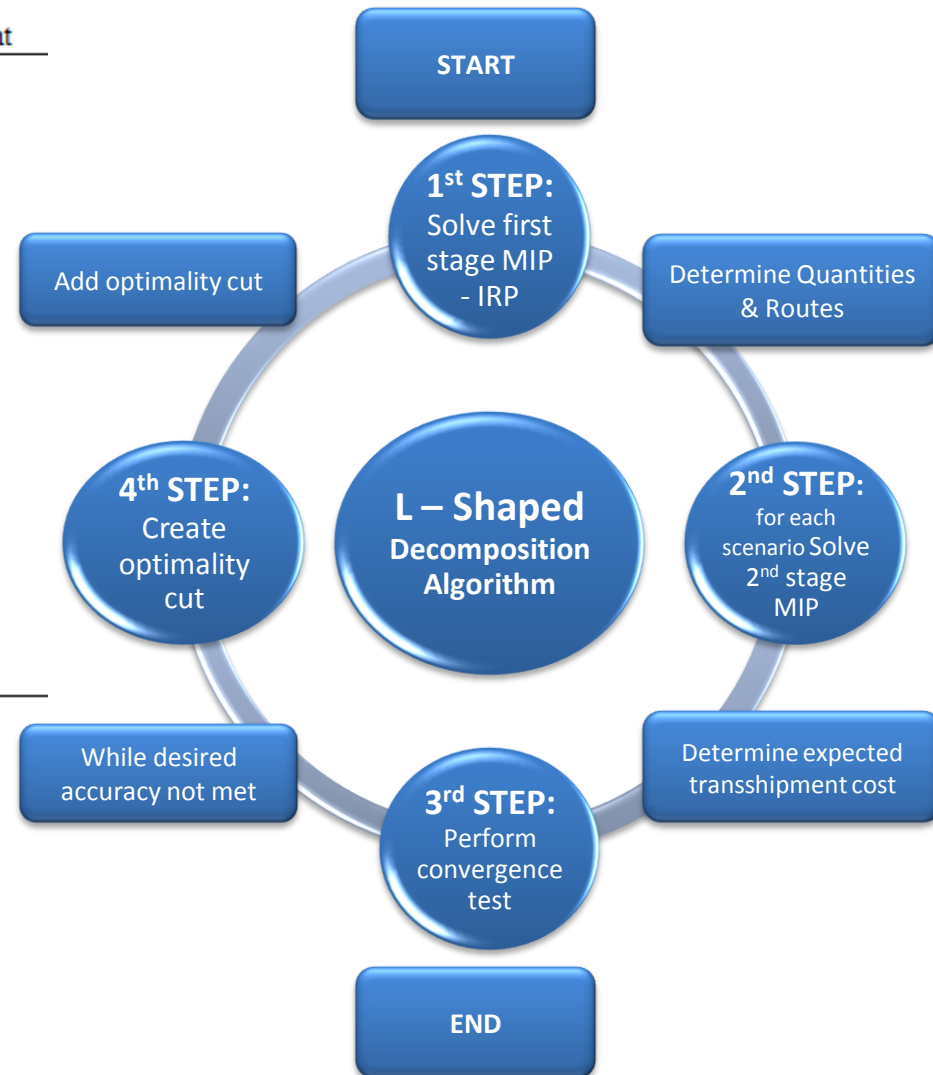 START
1st STEP:
Solve first
stage MIP
- IRP
Add optimality cut
Determine Quantities
& Routes
4th STEP:
Create
optimality
cut
L – Shaped
Decomposition
Algorithm
2nd STEP:
for each
scenario Solve
2nd stage
MIP
While desired
accuracy not met
3rd STEP:
Perform
convergence
test
Determine expected
transshipment cost
END